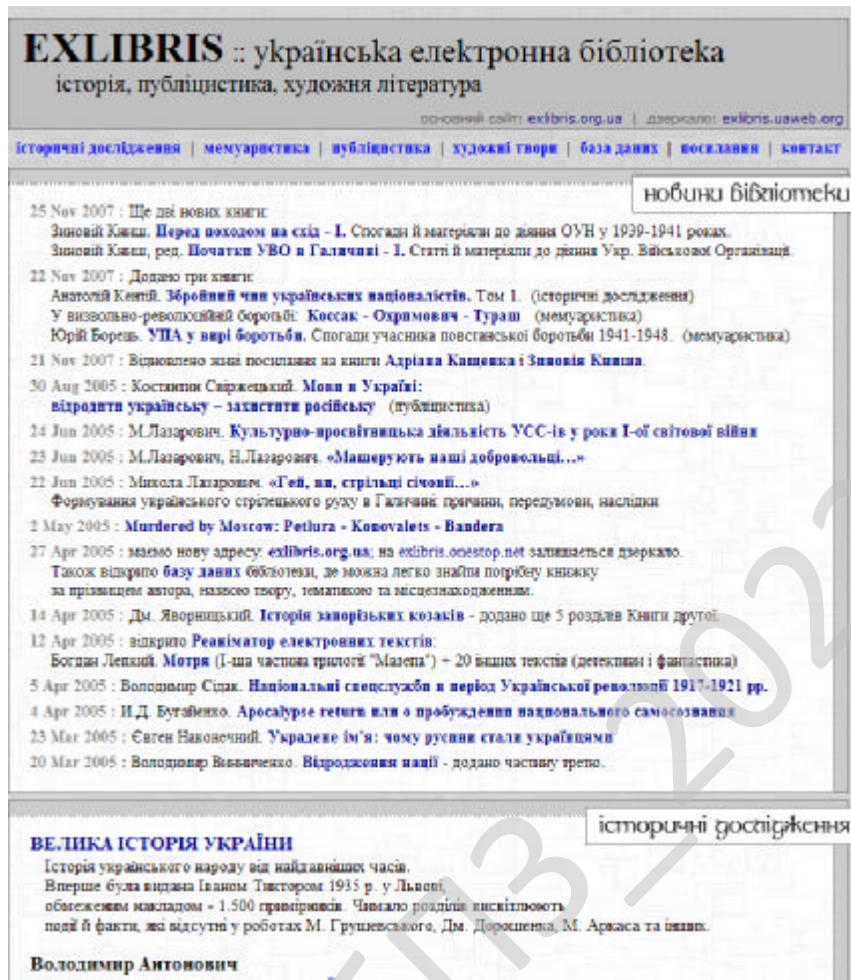 EXLIBRIS :: українська електронна бібліотека
історія, публіцистика, художня література
основний сайт: exlibris.org.ua | дзеркало: exlibris.uaweb.org
історичні дослідження | мемуаристика | публіцистика | художні твори | база даних | посилання | контакт
новини бібліотеки
25 Nov 2007 : Ще дві нових книги:
Зиновій Книш. Перед походом на схід - І. Спогади й матеріяли до діяння ОУН у 1939-1941 роках.
Зиновій Книш, ред. Початки УВО в Галичині - І. Статті й матеріяли до діяння Укр. Військової Організації.
22 Nov 2007 : Додано три книги:
Анатолій Кентій. Збройний чин українських націоналістів. Том 1. (історичні дослідження)
У визвольно-революційній боротьбі: Коссак - Охримович - Тураш (мемуаристика)
Юрій Борець. УПА у вирі боротьби. Спогади учасника повстанської боротьби 1941-1948. (мемуаристика)
21 Nov 2007 : Відновлено живі посилання на книги Адріана Кащенка і Зиновія Книша.
30 Aug 2005 : Костянтин Свіржецький. Мови в Україні:
відродити українську – захистити російську (публіцистика)
24 Jun 2005 : М.Лазарович. Культурно-просвітницька діяльність УСС-ів у роки І-ої світової війни
23 Jun 2005 : М.Лазарович, Н.Лазарович. «Машерують наші добровольці...»
22 Jun 2005 : Микола Лазарович. «Гей, ви, стрільці січовії...»
Формування українського стрілецького руху в Галичині: причини, передумови, наслідки
2 May 2005 : Murdered by Moscow: Petlura - Konovalets - Bandera
27 Apr 2005 : маємо нову адресу: exlibris.org.ua; на exlibris.onestop.net залишається дзеркало.
Також відкрито базу даних бібліотеки, де можна легко знайти потрібну книжку
за прізвищем автора, назвою твору, тематикою та місцезнаходженням.
14 Apr 2005 : Дм. Яворницький. Історія запорізьких козаків - додано ще 5 розділів Книги другої.
12 Apr 2005 : відкрито Реаніматор електронних текстів:
Богдан Лепкий. Мотря (І-ша частина трилогії "Мазепа") + 20 інших текстів (детективи і фантастика)
5 Apr 2005 : Володимир Сідак. Національні спецслужби в період Української революції 1917-1921 рр.
4 Apr 2005 : И.Д. Бугаёнко. Apocalypse return или о пробуждении национального самосознания
23 Mar 2005 : Євген Наконечний. Украдене ім'я: чому русини стали українцями
20 Mar 2005 : Володимир Винниченко. Відродження нації - додано частину третю.
історичні дослідження
ВЕЛИКА ІСТОРІЯ УКРАЇНИ
Історія українського народу від найдавніших часів.
Вперше була видана Іваном Тиктором 1935 р. у Львові,
обмеженим накладом - 1.500 примірників. Чимало розділів висвітлюють
події й факти, які відсутні у роботах М. Грушевського, Дм. Дорошенка, М. Аркаса та інших.
Володимир Антонович